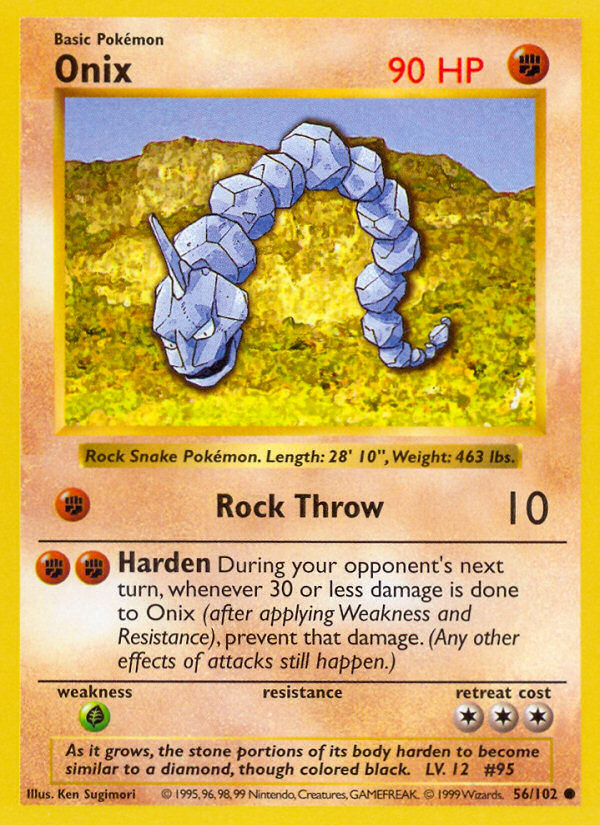 Basic Pokémon
Onix 90 HP
Rock Snake Pokémon. Length: 28' 10", Weight: 463 lbs.
Rock Throw 10
Harden During your opponent's next
turn, whenever 30 or less damage is done
to Onix (after applying Weakness and
Resistance), prevent that damage. (Any other
effects of attacks still happen.)
weakness resistance retreat cost
As it grows, the stone portions of its body harden to become
similar to a diamond, though colored black. LV. 12 #95
Illus. Ken Sugimori © 1995, 96, 98, 99 Nintendo, Creatures, GAMEFREAK. © 1999 Wizards. 56/102